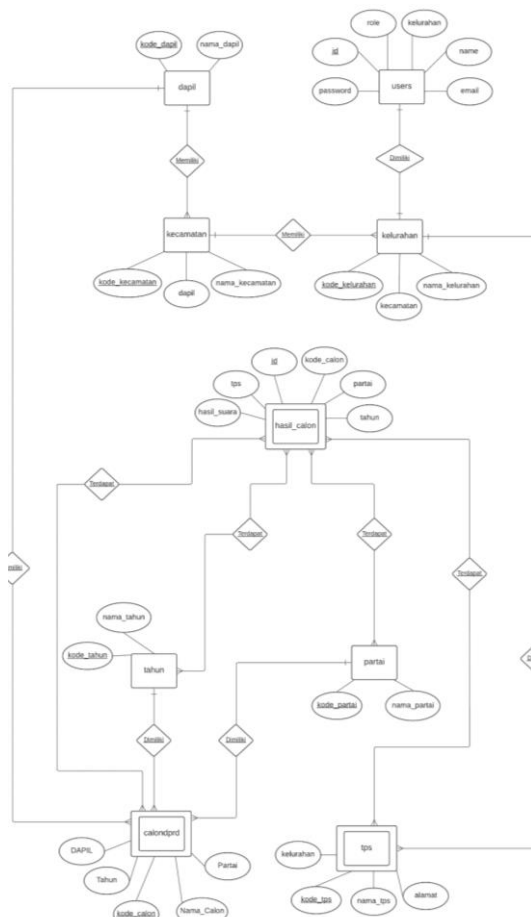 role
kelurahan
kode_dapil
nama_dapil
id
name
dapil
users
password
email
Memiliki
Dimiliki
kecamatan
Memiliki
kelurahan
kode_kecamatan
nama_kecamatan
dapil
kode_kelurahan
nama_kelurahan
kecamatan
id
kode_calon
tps
partai
hasil_suara
hasil_calon
tahun
Terdapat
Terdapat
Terdapat
Terdapat
nama_tahun
kode_tahun
tahun
partai
kode_partai
nama_partai
Dimiliki
Dimiliki
calondprd
tps
DAPIL
Partai
kelurahan
Tahun
kode_calon
Nama_Calon
kode_tps
nama_tps
alamat